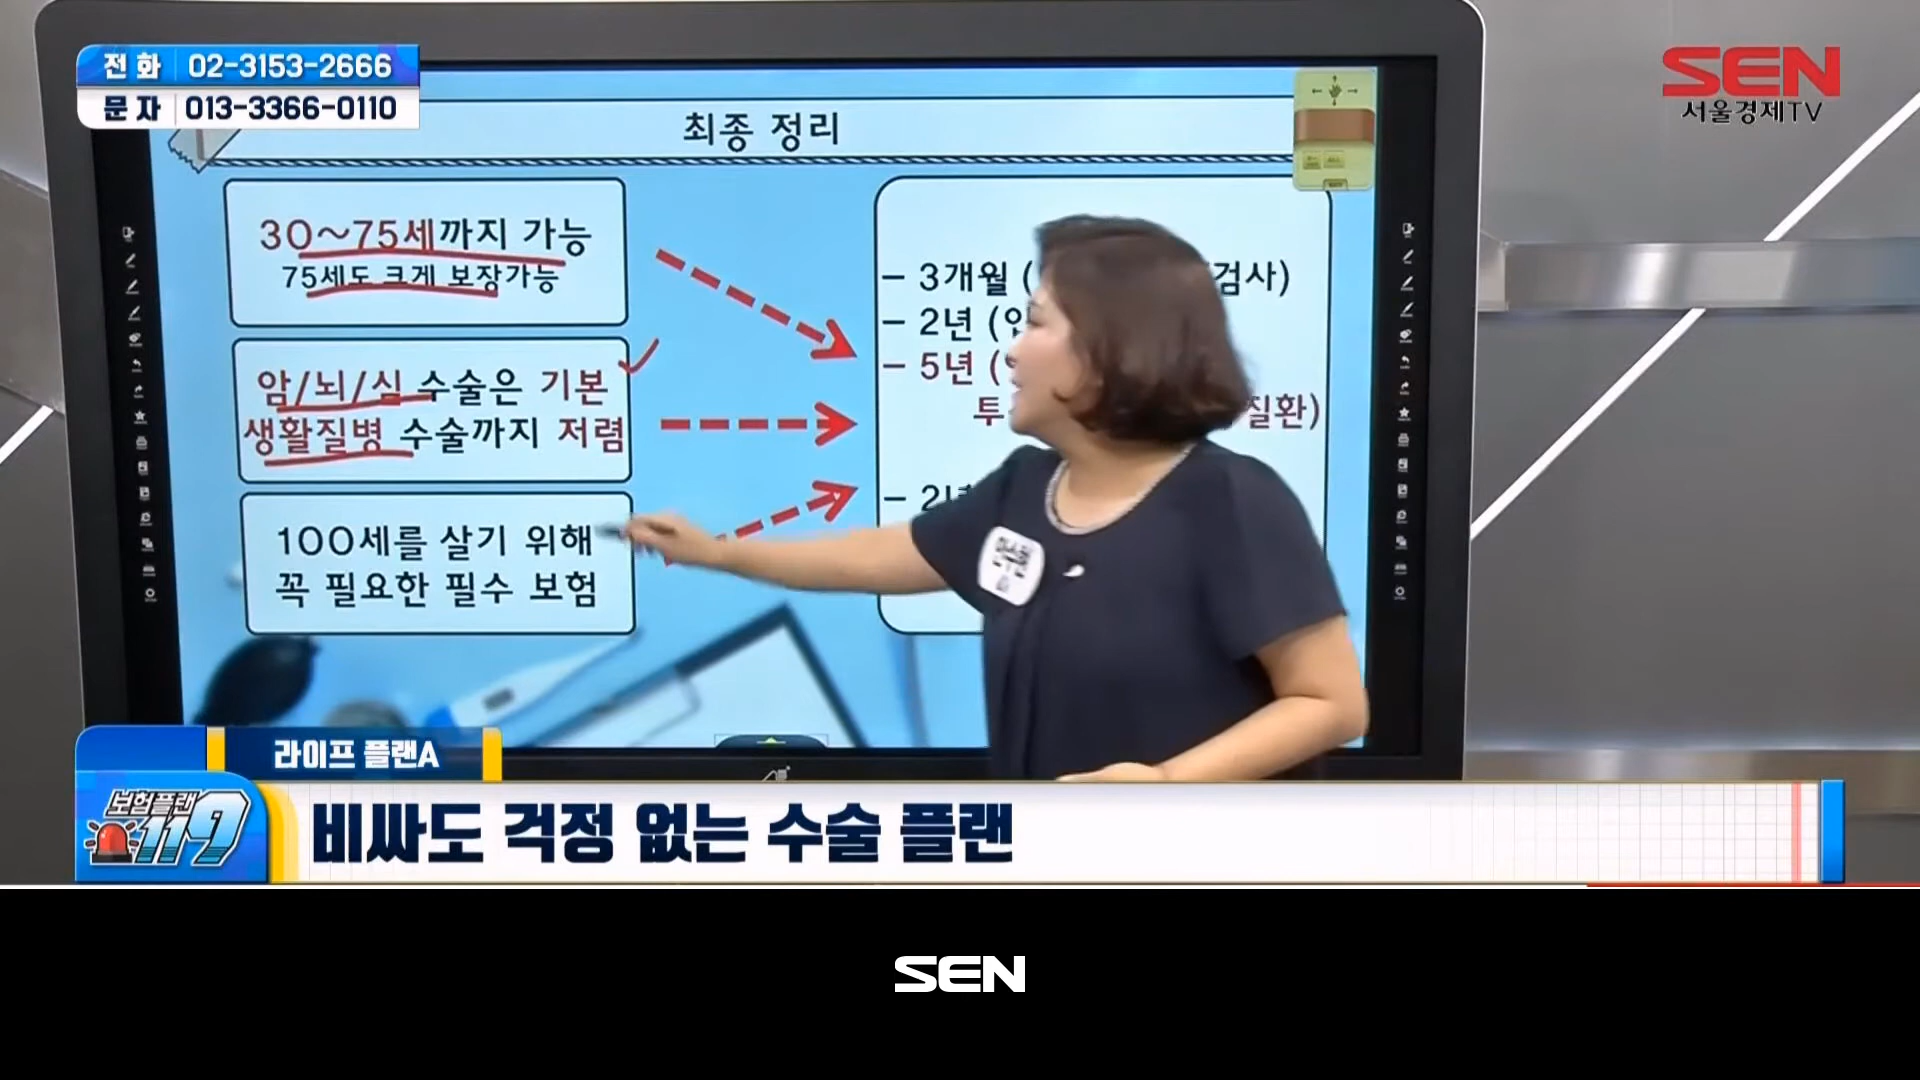 전화 02-3153-2666
문자 013-3366-0110
SEN
서울경제TV
최종 정리
30~75세까지 가능
75세도 크게 보장가능
암/뇌/심 수술은 기본
생활질병 수술까지 저렴
100세를 살기 위해
꼭 필요한 필수 보험
- 3개월 ( 검사)
- 2년 (
- 5년 (
투 질환)
- 2년
라이프 플랜A
보험플랜
119
비싸도 걱정 없는 수술 플랜
SEN